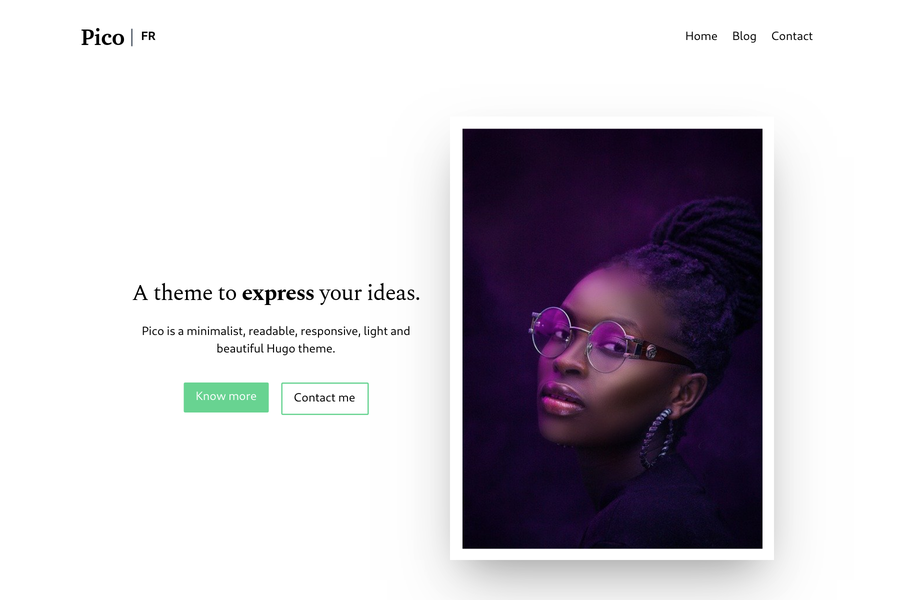 Pico | FR
Home Blog Contact
A theme to express your ideas.
Pico is a minimalist, readable, responsive, light and
beautiful Hugo theme.
Know more
Contact me